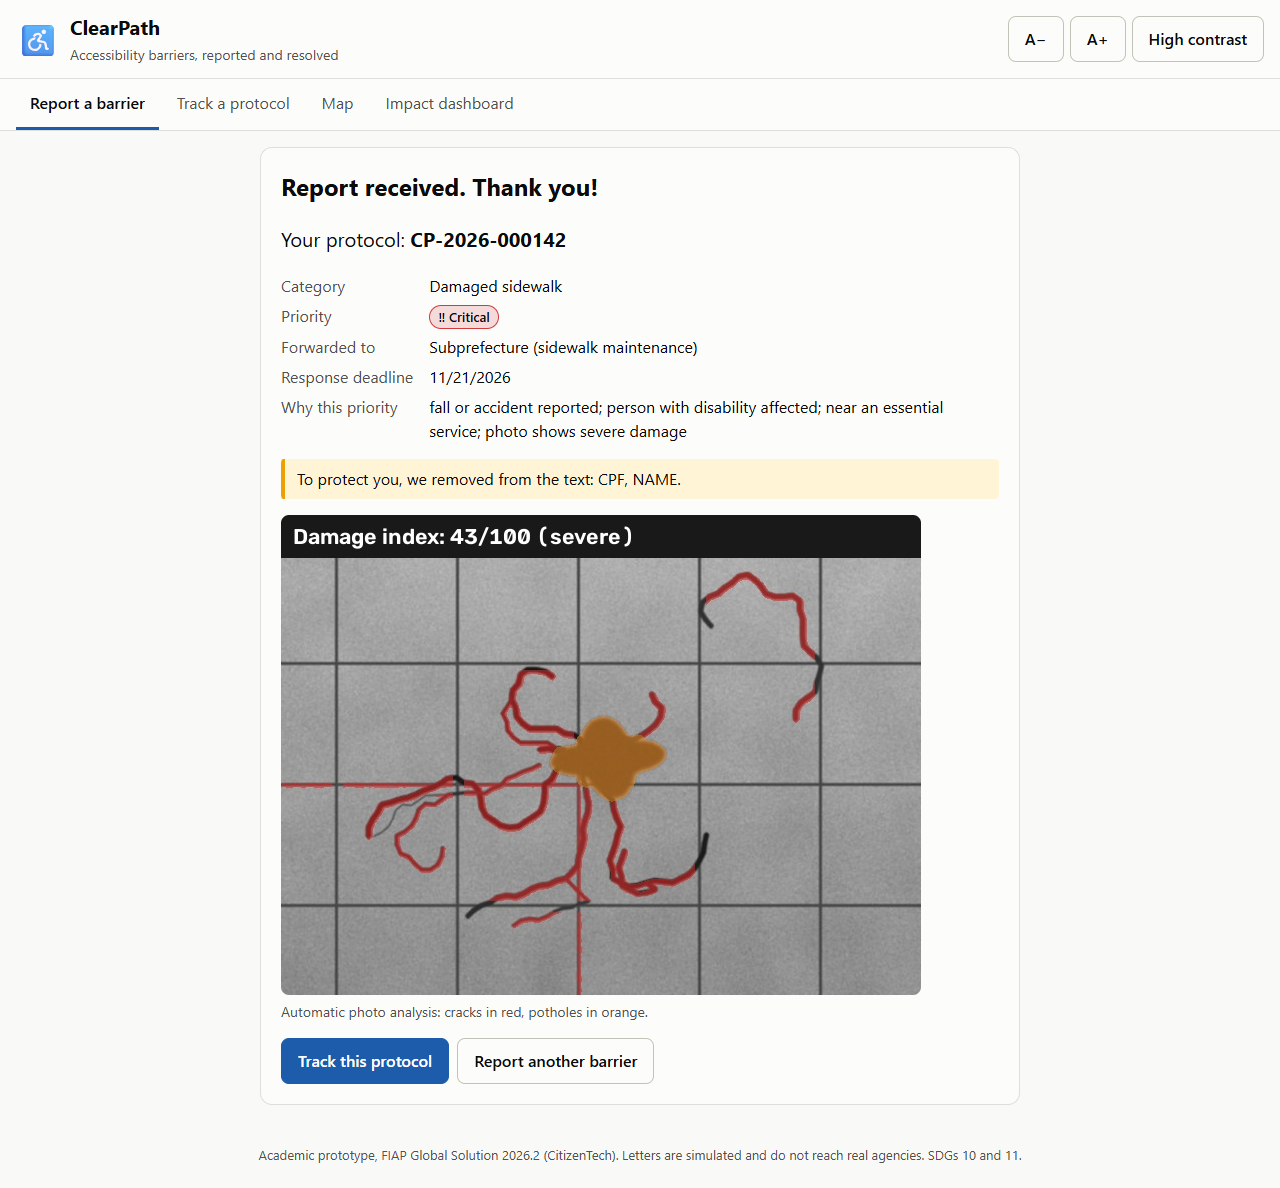 ClearPath
Accessibility barriers, reported and resolved
A−
A+
High contrast
Report a barrier
Track a protocol
Map
Impact dashboard
Report received. Thank you!
Your protocol: CP-2026-000142
Category
Damaged sidewalk
Priority
!! Critical
Forwarded to
Subprefecture (sidewalk maintenance)
Response deadline
11/21/2026
Why this priority
fall or accident reported; person with disability affected; near an essential
service; photo shows severe damage
To protect you, we removed from the text: CPF, NAME.
Damage index: 43/100 (severe)
Automatic photo analysis: cracks in red, potholes in orange.
Track this protocol
Report another barrier
Academic prototype, FIAP Global Solution 2026.2 (CitizenTech). Letters are simulated and do not reach real agencies. SDGs 10 and 11.